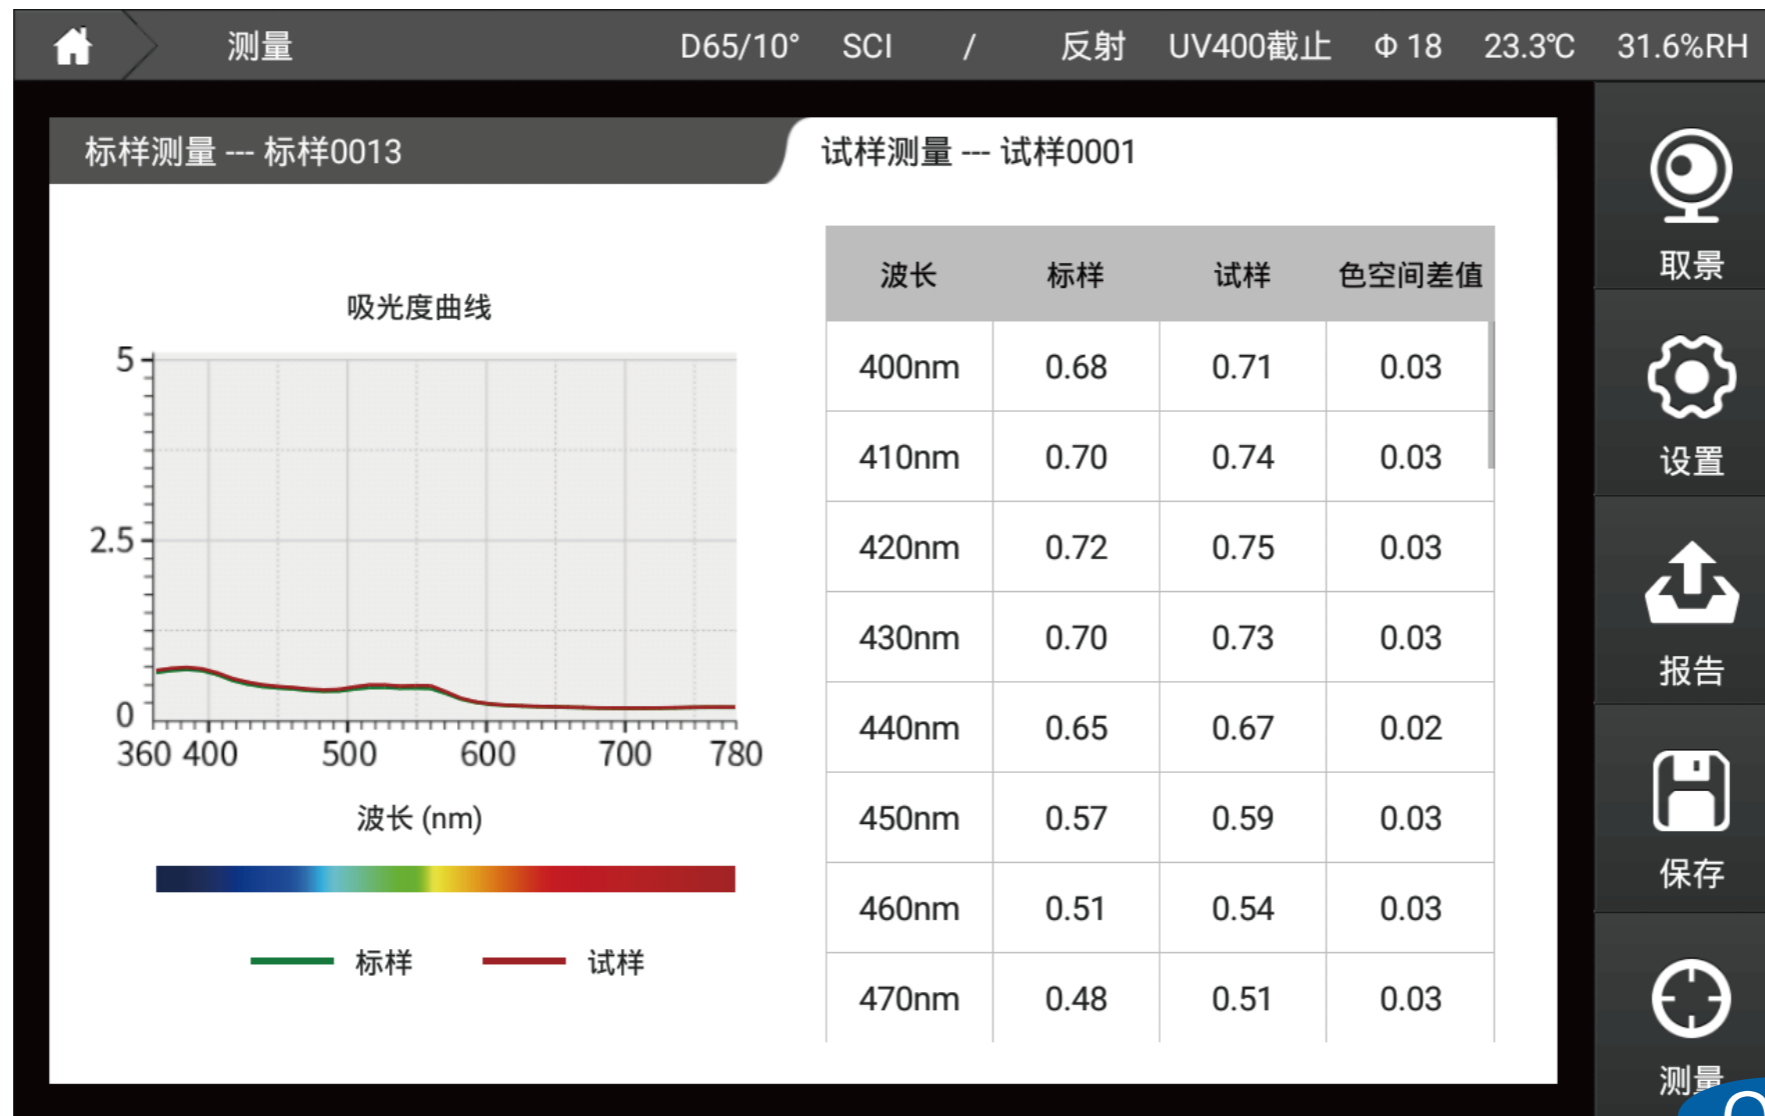 测量 D65/10° SCI / 反射 UV400截止 Φ 18 23.3℃ 31.6%RH
标样测量 --- 标样0013
试样测量 --- 试样0001
吸光度曲线
5
2.5
0
360 400 500 600 700 780
波长 (nm)
标样 试样
波长 标样 试样 色空间差值
400nm 0.68 0.71 0.03
410nm 0.70 0.74 0.03
420nm 0.72 0.75 0.03
430nm 0.70 0.73 0.03
440nm 0.65 0.67 0.02
450nm 0.57 0.59 0.03
460nm 0.51 0.54 0.03
470nm 0.48 0.51 0.03
取景
设置
报告
保存
测量